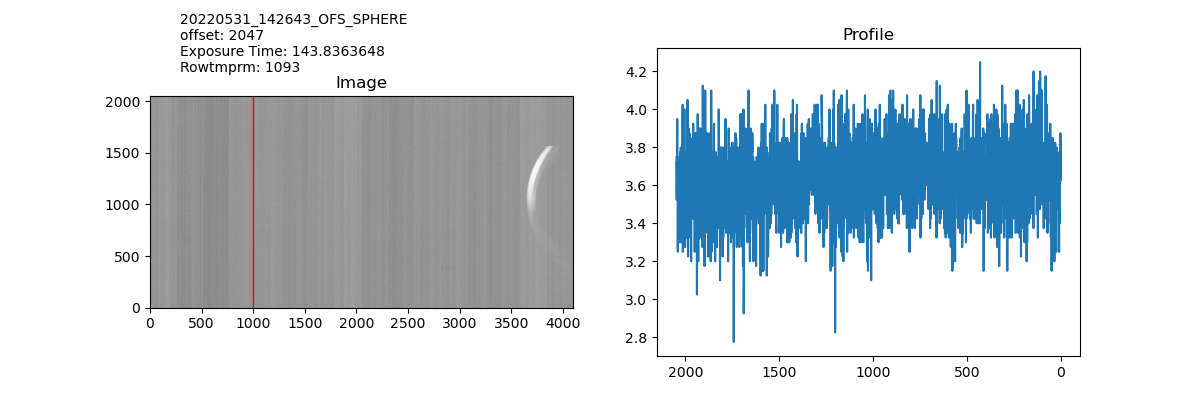 20220531_142643_OFS_SPHERE
offset: 2047
Exposure Time: 143.8363648
Rowtmprm: 1093
Image
2000
1500
1000
500
0
0 500 1000 1500 2000 2500 3000 3500 4000
Profile
4.2
4.0
3.8
3.6
3.4
3.2
3.0
2.8
2000 1500 1000 500 0